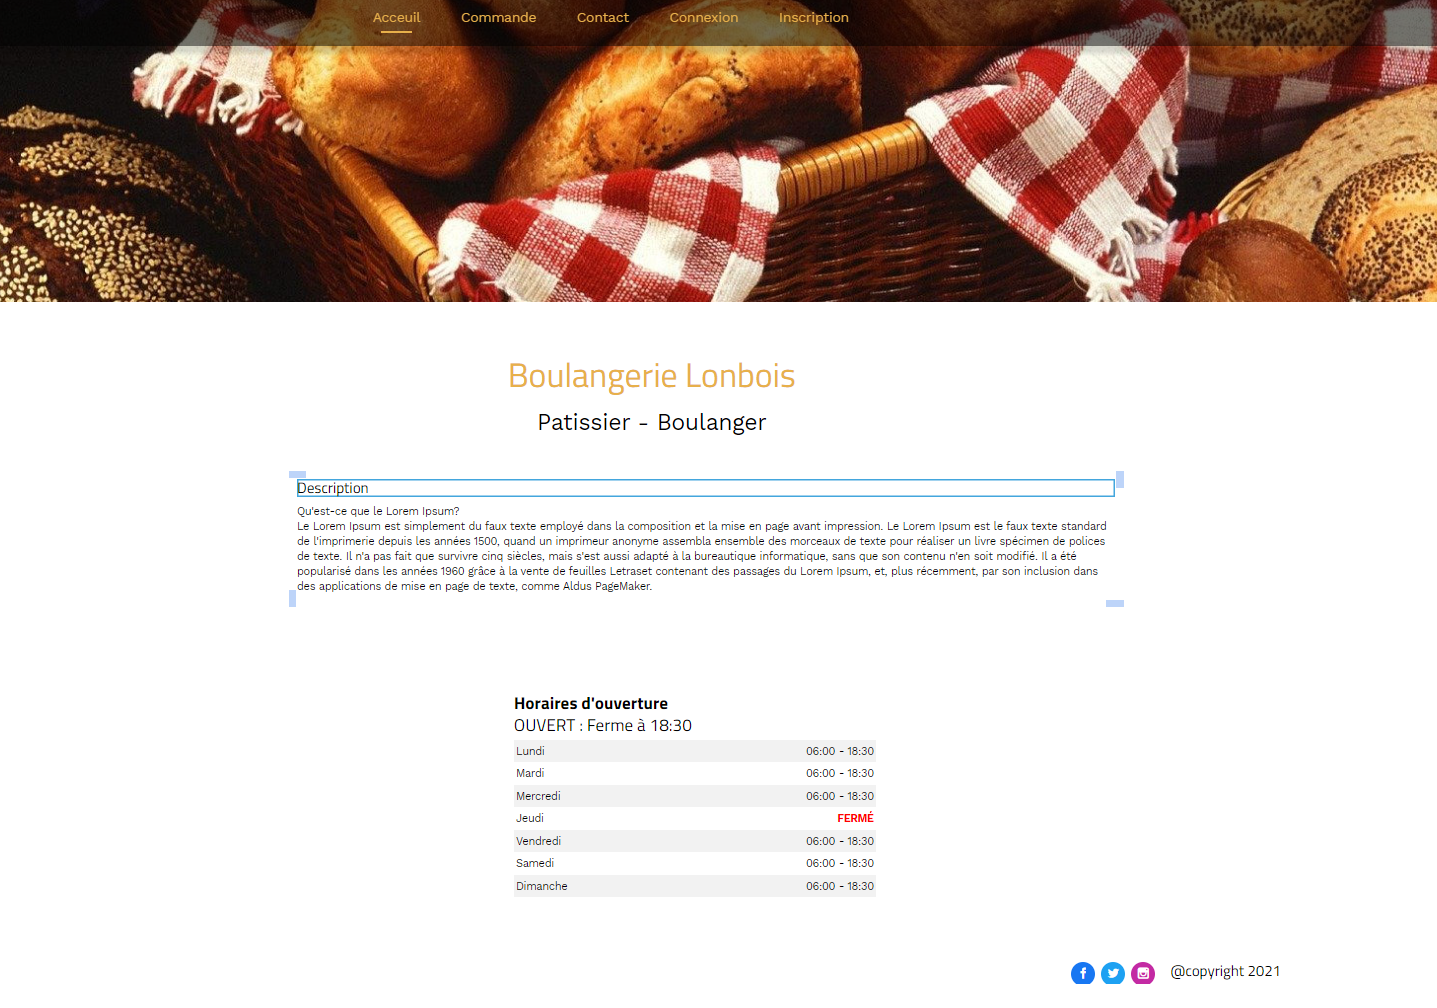 Acceuil Commande Contact Connexion Inscription
Boulangerie Lonbois
Patissier - Boulanger
Description
Qu'est-ce que le Lorem Ipsum?
Le Lorem Ipsum est simplement du faux texte employé dans la composition et la mise en page avant impression. Le Lorem Ipsum est le faux texte standard
de l'imprimerie depuis les années 1500, quand un imprimeur anonyme assembla ensemble des morceaux de texte pour réaliser un livre spécimen de polices
de texte. Il n'a pas fait que survivre cinq siècles, mais s'est aussi adapté à la bureautique informatique, sans que son contenu n'en soit modifié. Il a été
popularisé dans les années 1960 grâce à la vente de feuilles Letraset contenant des passages du Lorem Ipsum, et, plus récemment, par son inclusion dans
des applications de mise en page de texte, comme Aldus PageMaker.
Horaires d'ouverture
OUVERT : Ferme à 18:30
Lundi 06:00 - 18:30
Mardi 06:00 - 18:30
Mercredi 06:00 - 18:30
Jeudi FERMÉ
Vendredi 06:00 - 18:30
Samedi 06:00 - 18:30
Dimanche 06:00 - 18:30
@copyright 2021